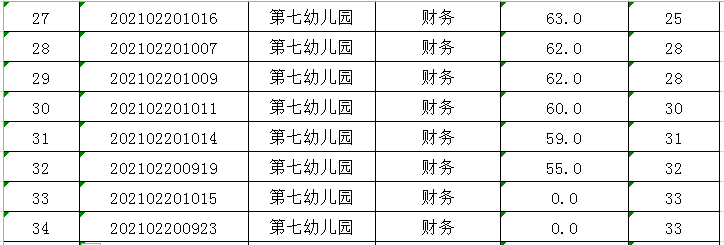 27 202102201016 第七幼儿园 财务 63.0 25
28 202102201007 第七幼儿园 财务 62.0 28
29 202102201009 第七幼儿园 财务 62.0 28
30 202102201011 第七幼儿园 财务 60.0 30
31 202102201014 第七幼儿园 财务 59.0 31
32 202102200919 第七幼儿园 财务 55.0 32
33 202102201015 第七幼儿园 财务 0.0 33
34 202102200923 第七幼儿园 财务 0.0 33